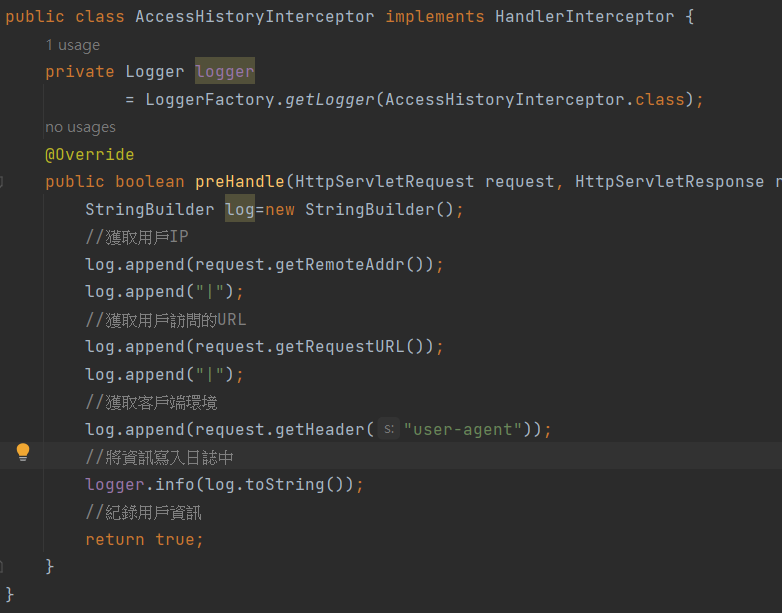 public class AccessHistoryInterceptor implements HandlerInterceptor {
1 usage
private Logger logger
= LoggerFactory.getLogger(AccessHistoryInterceptor.class);
no usages
@Override
public boolean preHandle(HttpServletRequest request, HttpServletResponse
StringBuilder log=new StringBuilder();
//獲取用戶IP
log.append(request.getRemoteAddr());
log.append("|");
//獲取用戶訪問的URL
log.append(request.getRequestURL());
log.append("|");
//獲取客戶端環境
log.append(request.getHeader( s: "user-agent"));
//將資訊寫入日誌中
logger.info(log.toString());
//紀錄用戶資訊
return true;
}
}